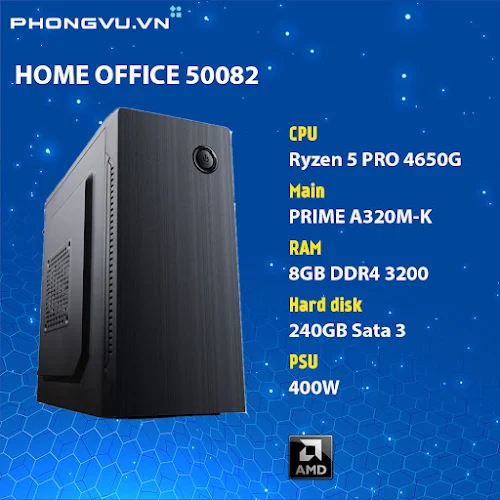 PHONGVU.VN
HOME OFFICE 50082
CPU
Ryzen 5 PRO 4650G
Main
PRIME A320M-K
RAM
8GB DDR4 3200
Hard disk
240GB Sata 3
PSU
400W
AMD